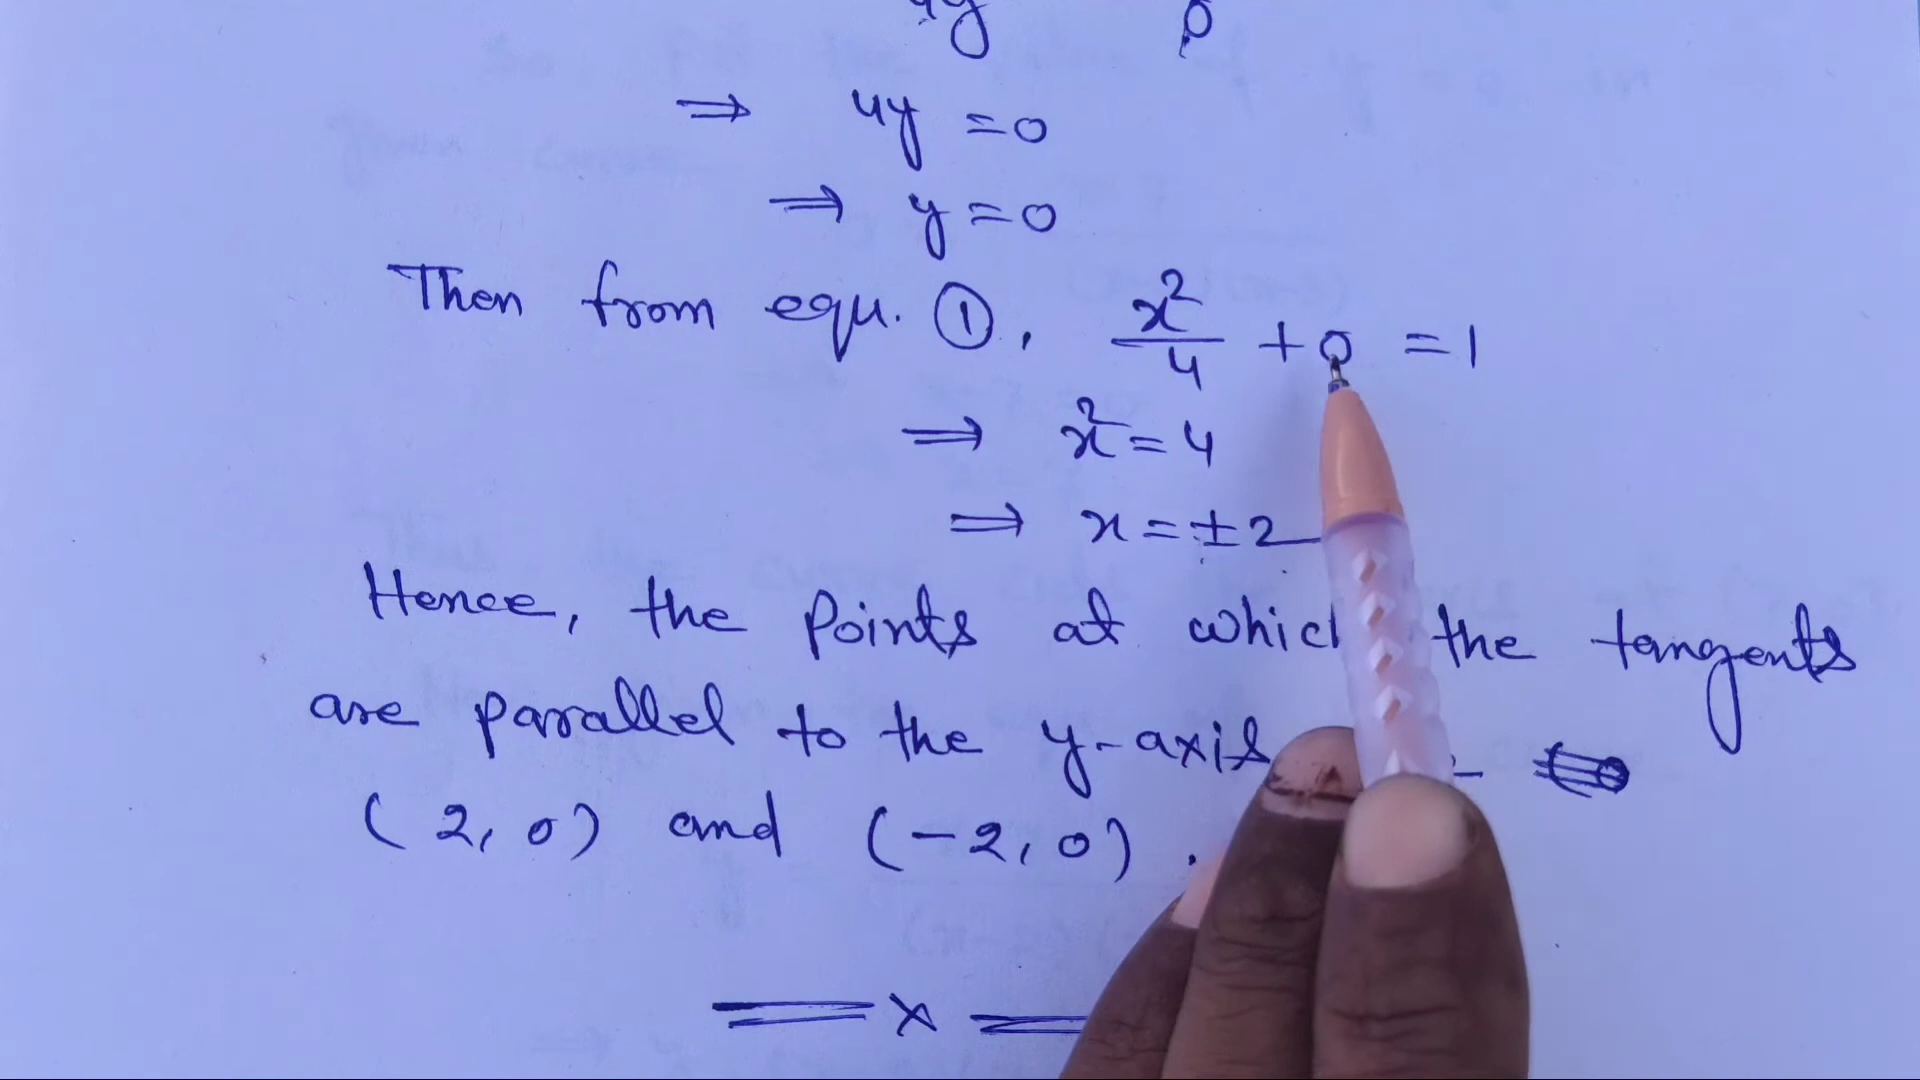 ⇒ 4y = 0
⇒ y = 0
Then from equ. ①, x²/4 + 0 = 1
⇒ x² = 4
⇒ x = ±2
Hence, the points at which the tangents
are parallel to the y-axis
(2, 0) and (-2, 0).